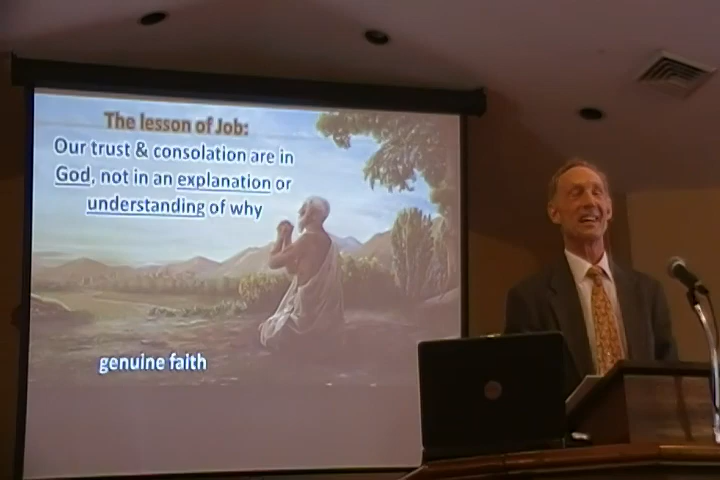 The lesson of Job:
Our trust & consolation are in
God, not in an explanation or
understanding of why
genuine faith